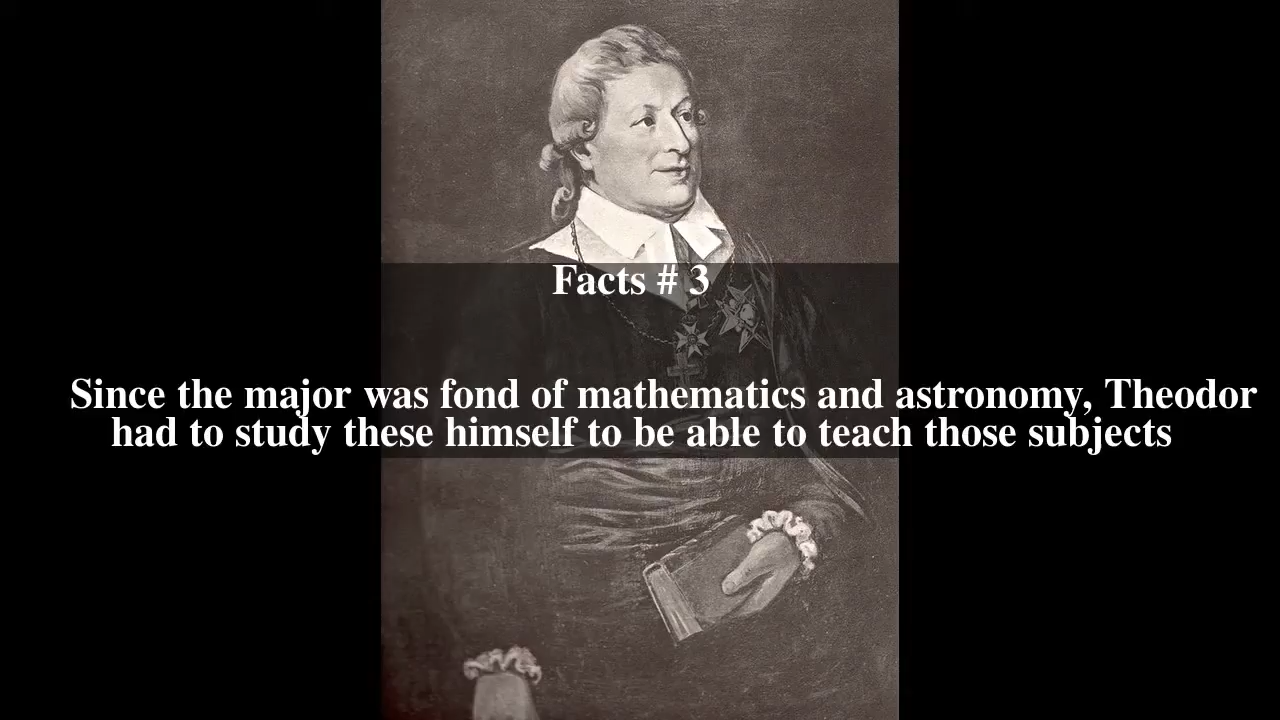 Facts # 3
Since the major was fond of mathematics and astronomy, Theodor
had to study these himself to be able to teach those subjects